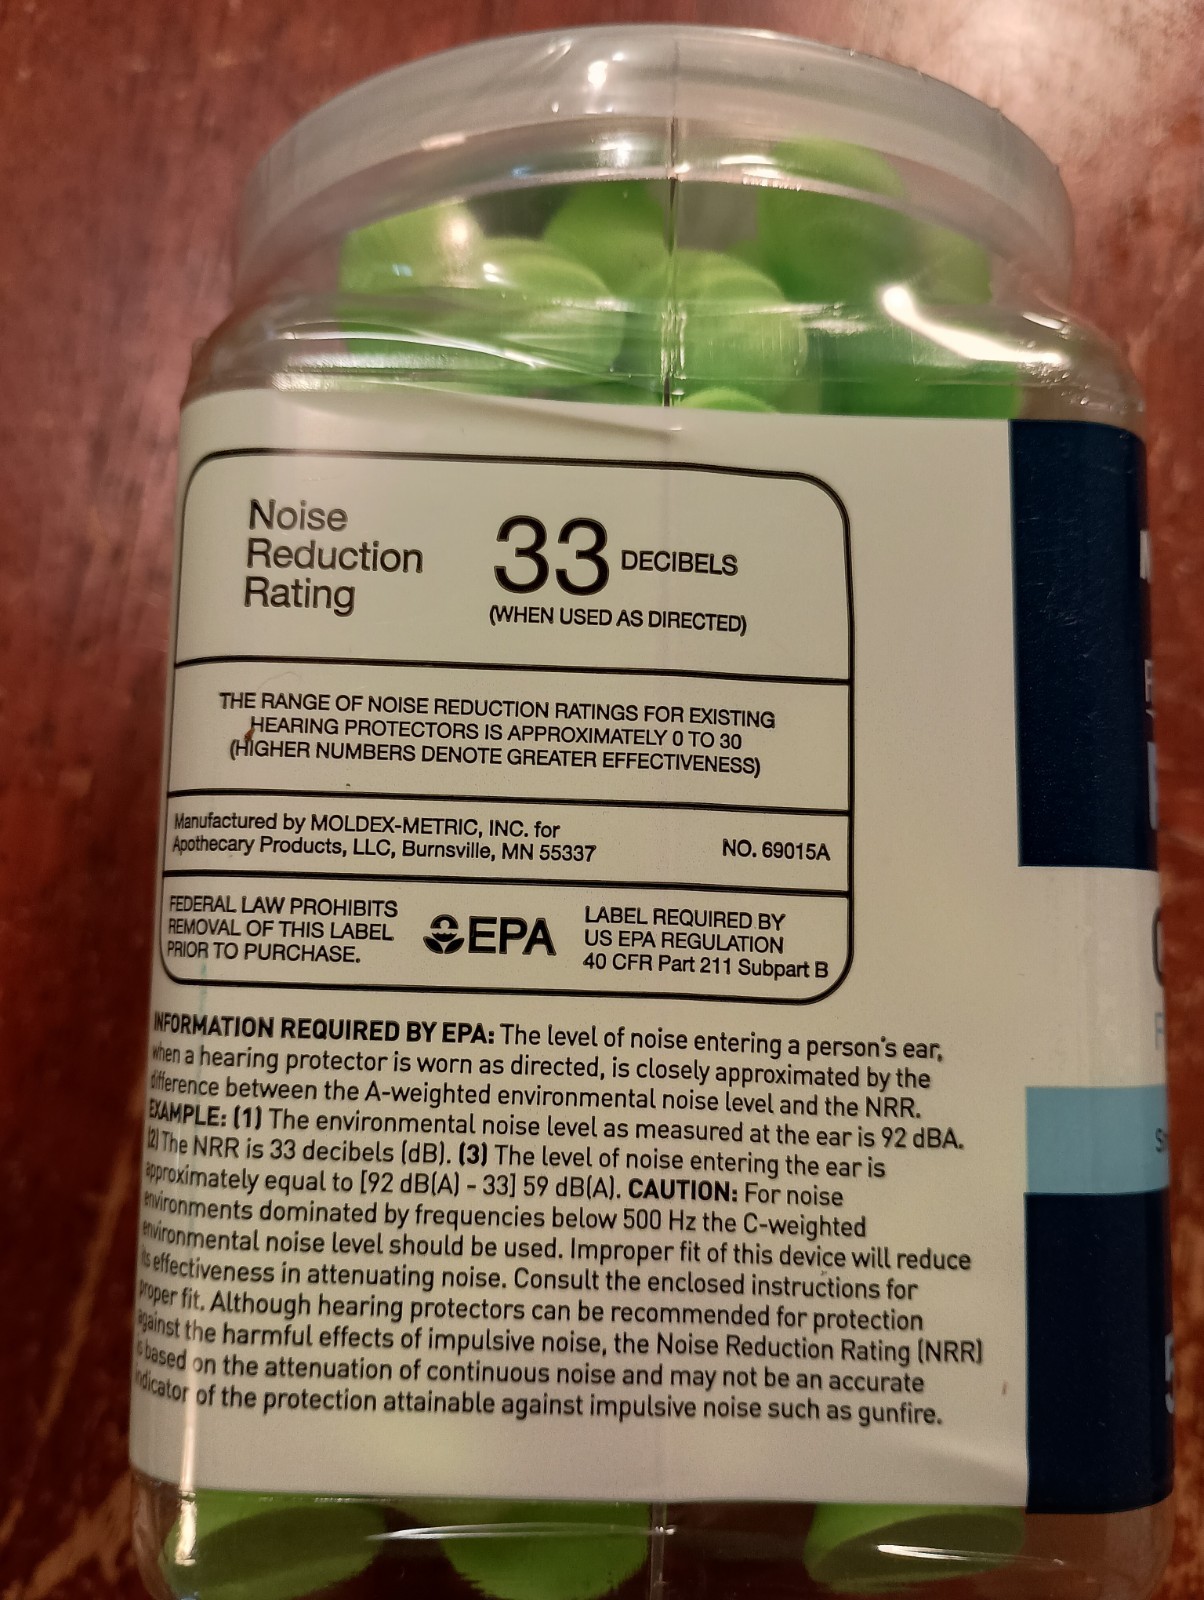 Noise
Reduction
Rating
33 DECIBELS
(WHEN USED AS DIRECTED)
THE RANGE OF NOISE REDUCTION RATINGS FOR EXISTING
HEARING PROTECTORS IS APPROXIMATELY 0 TO 30
(HIGHER NUMBERS DENOTE GREATER EFFECTIVENESS)
Manufactured by MOLDEX-METRIC, INC. for
Apothecary Products, LLC, Burnsville, MN 55337
NO. 69015A
FEDERAL LAW PROHIBITS
REMOVAL OF THIS LABEL
PRIOR TO PURCHASE.
EPA
LABEL REQUIRED BY
US EPA REGULATION
40 CFR Part 211 Subpart B
INFORMATION REQUIRED BY EPA: The level of noise entering a person's ear,
when a hearing protector is worn as directed, is closely approximated by the
difference between the A-weighted environmental noise level and the NRR.
EXAMPLE: (1) The environmental noise level as measured at the ear is 92 dBA.
(2) The NRR is 33 decibels (dB). (3) The level of noise entering the ear is
approximately equal to [92 dB(A) - 33] 59 dB(A). CAUTION: For noise
environments dominated by frequencies below 500 Hz the C-weighted
environmental noise level should be used. Improper fit of this device will reduce
its effectiveness in attenuating noise. Consult the enclosed instructions for
proper fit. Although hearing protectors can be recommended for protection
against the harmful effects of impulsive noise, the Noise Reduction Rating (NRR)
is based on the attenuation of continuous noise and may not be an accurate
indicator of the protection attainable against impulsive noise such as gunfire.